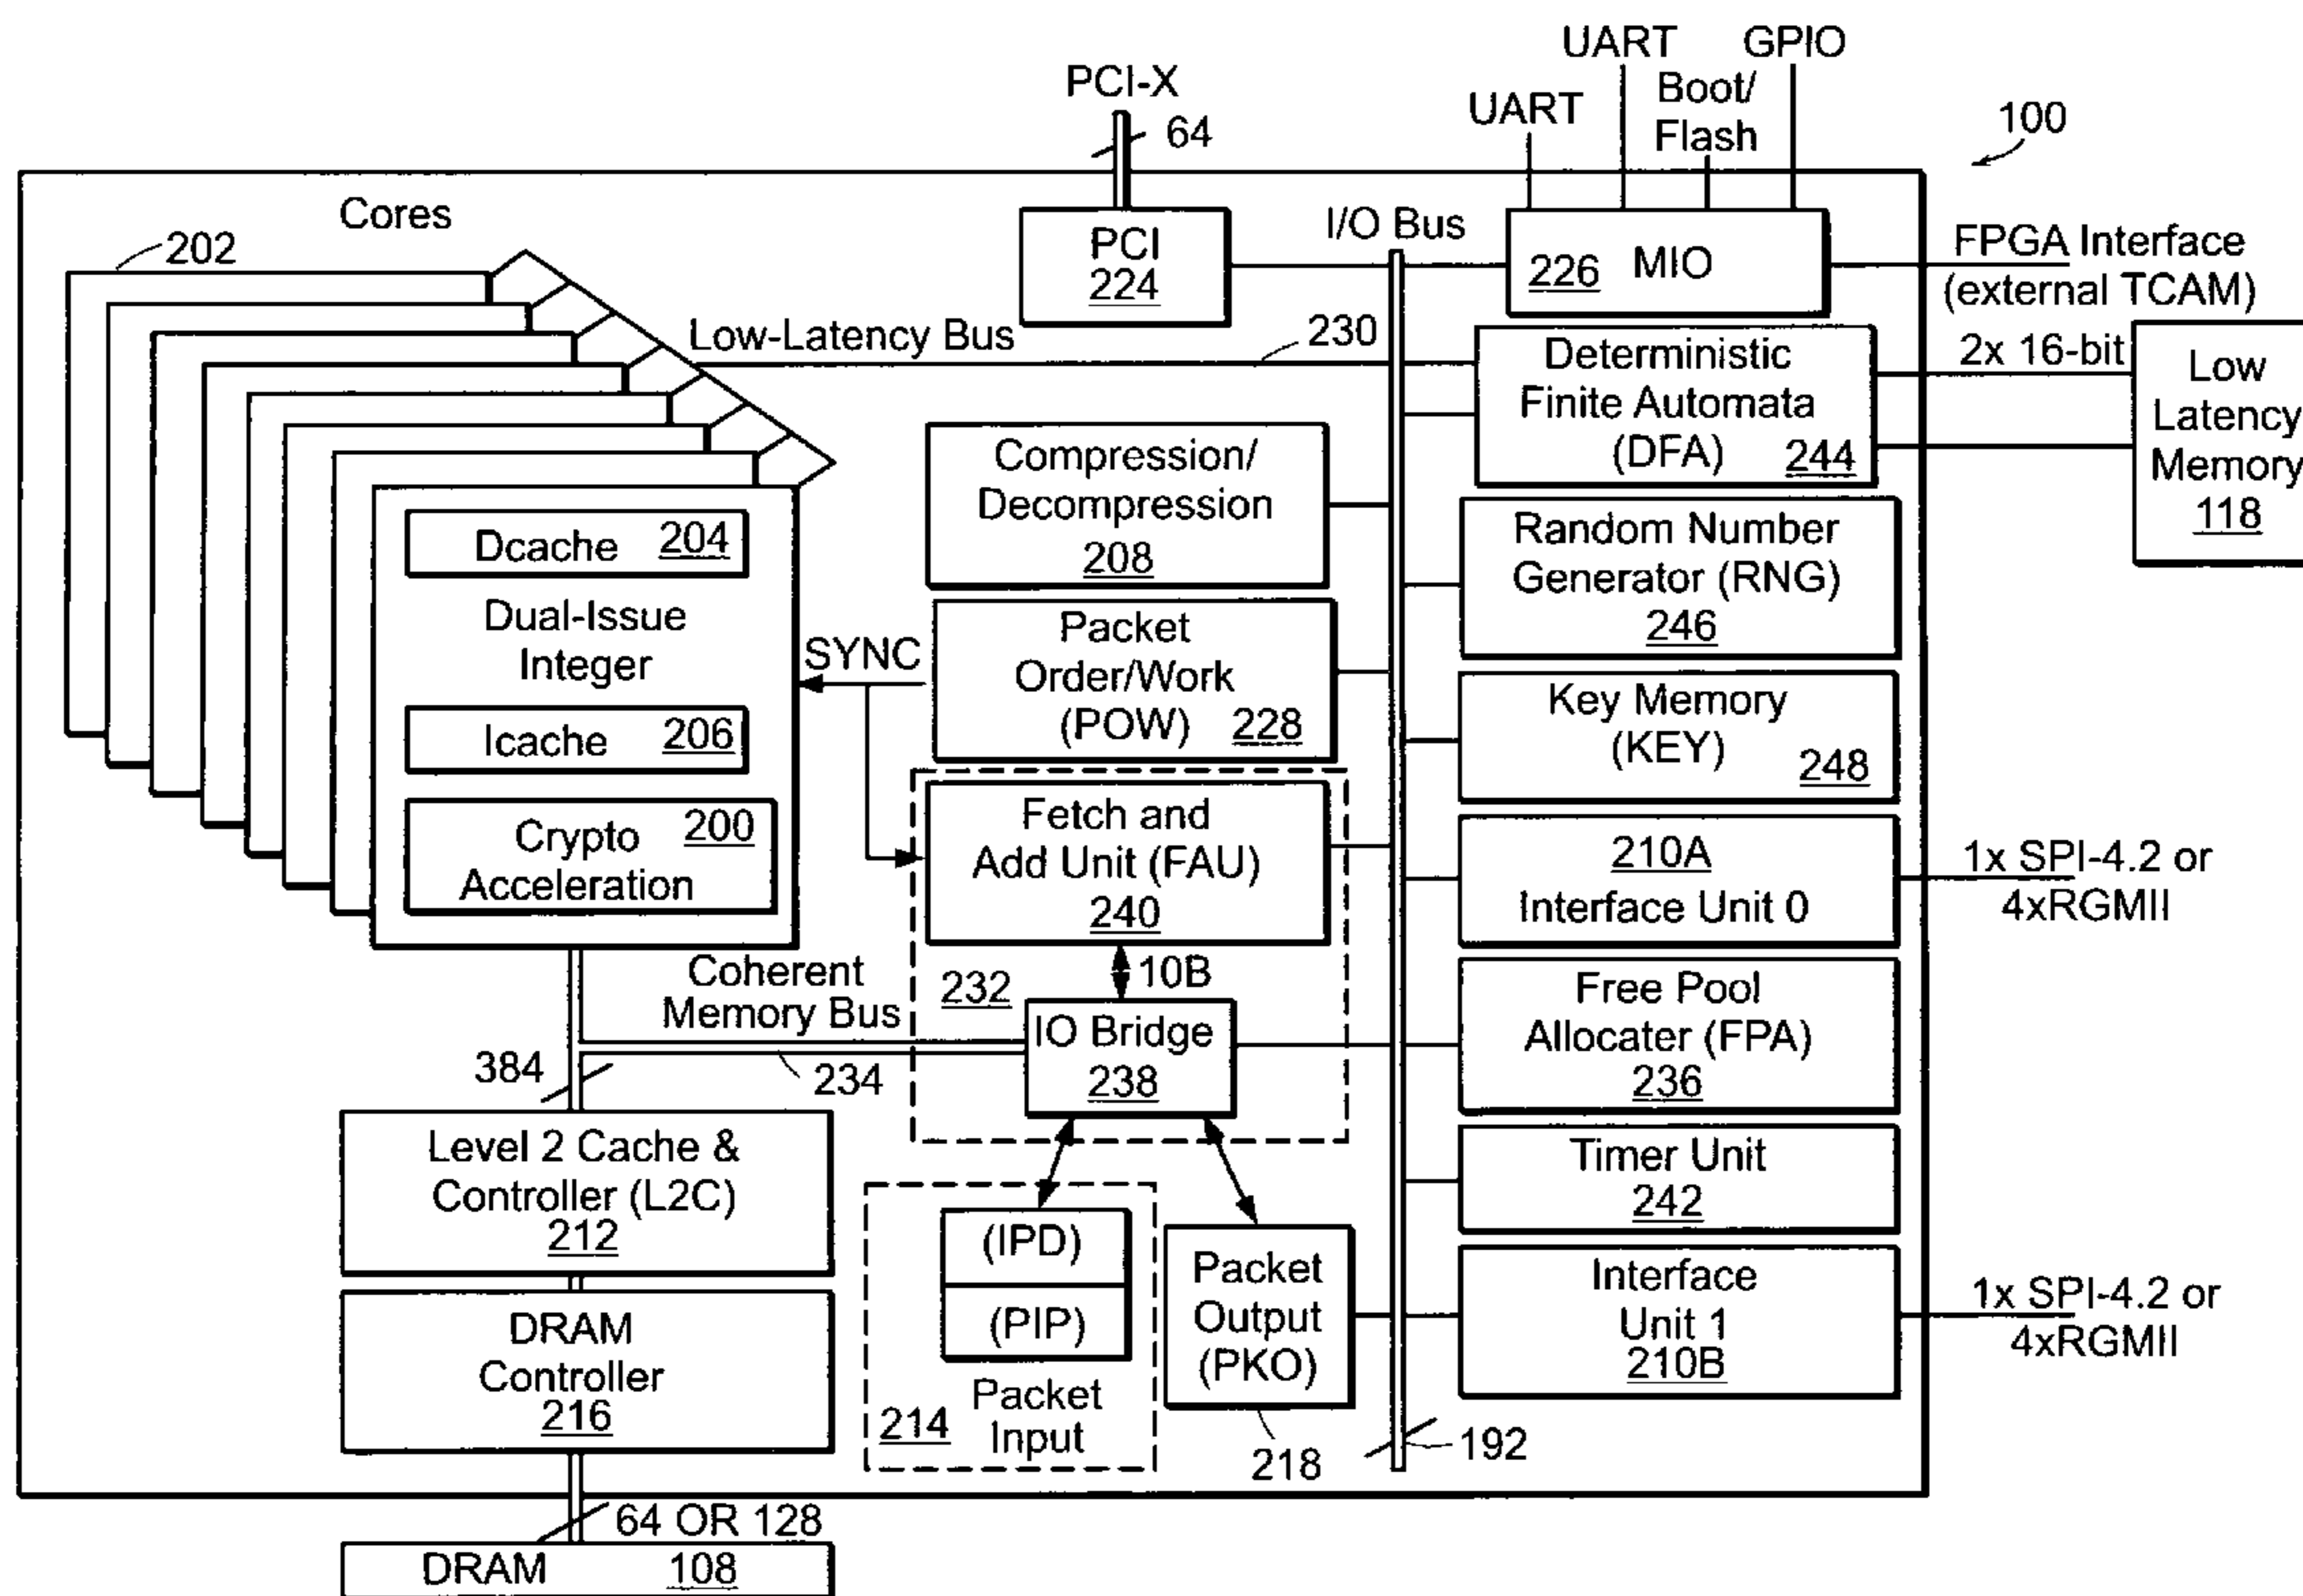 UART
GPIO
PCI-X
64
UART
Boot/
Flash
100
Cores
202
PCI
224
I/O Bus
226 MIO
FPGA Interface
(external TCAM)
Low-Latency Bus
230
Deterministic
Finite Automata
(DFA) 244
2x 16-bit
Low
Latency
Memory
118
Compression/
Decompression
208
Random Number
Generator (RNG)
246
Dcache 204
Dual-Issue
Integer
Icache 206
Crypto 200
Acceleration
SYNC
Packet
Order/Work
(POW) 228
Key Memory
(KEY) 248
Fetch and
Add Unit (FAU)
240
210A
Interface Unit 0
1x SPI-4.2 or
4xRGMII
Coherent
Memory Bus
232
10B
IO Bridge
238
Free Pool
Allocater (FPA)
236
384
234
Level 2 Cache &
Controller (L2C)
212
Timer Unit
242
(IPD)
(PIP)
Packet
Input
214
Packet
Output
(PKO)
218
Interface
Unit 1
210B
1x SPI-4.2 or
4xRGMII
DRAM
Controller
216
192
64 OR 128
DRAM 108